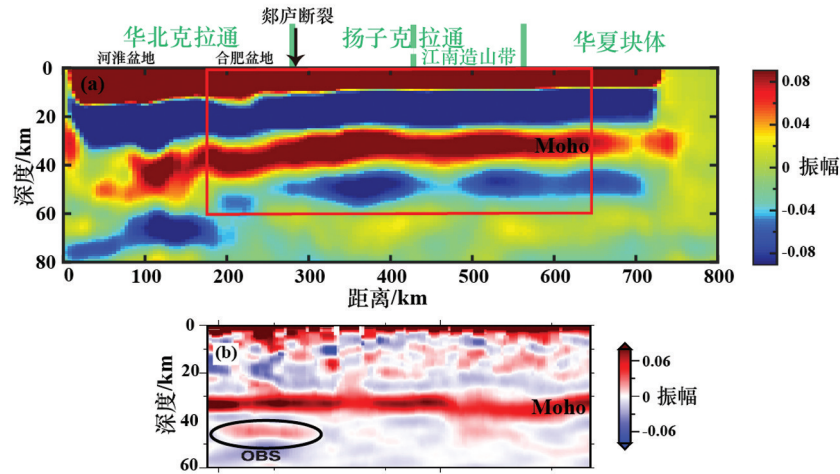 郯庐断裂
华北克拉通
扬子克拉通
华夏块体
河淮盆地
合肥盆地
江南造山带
(a)
0
20
40
60
80
深度/km
Moho
0.08
0.04
0
-0.04
-0.08
振幅
0
100
200
300
400
500
600
700
800
距离/km
(b)
0
20
40
60
深度/km
Moho
OBS
0.06
0
-0.06
振幅